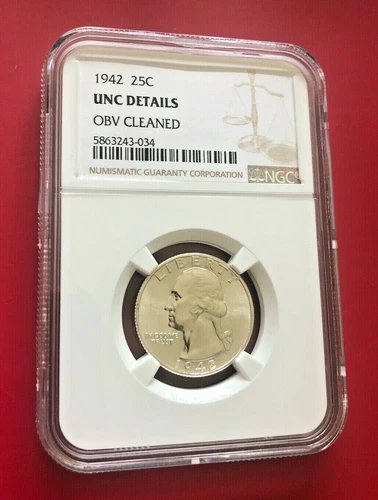 1942 25C
UNC DETAILS
OBV CLEANED
5863243-034
NUMISMATIC GUARANTY CORPORATION
NGC
LIBERTY
IN GOD WE
TRUST
1942